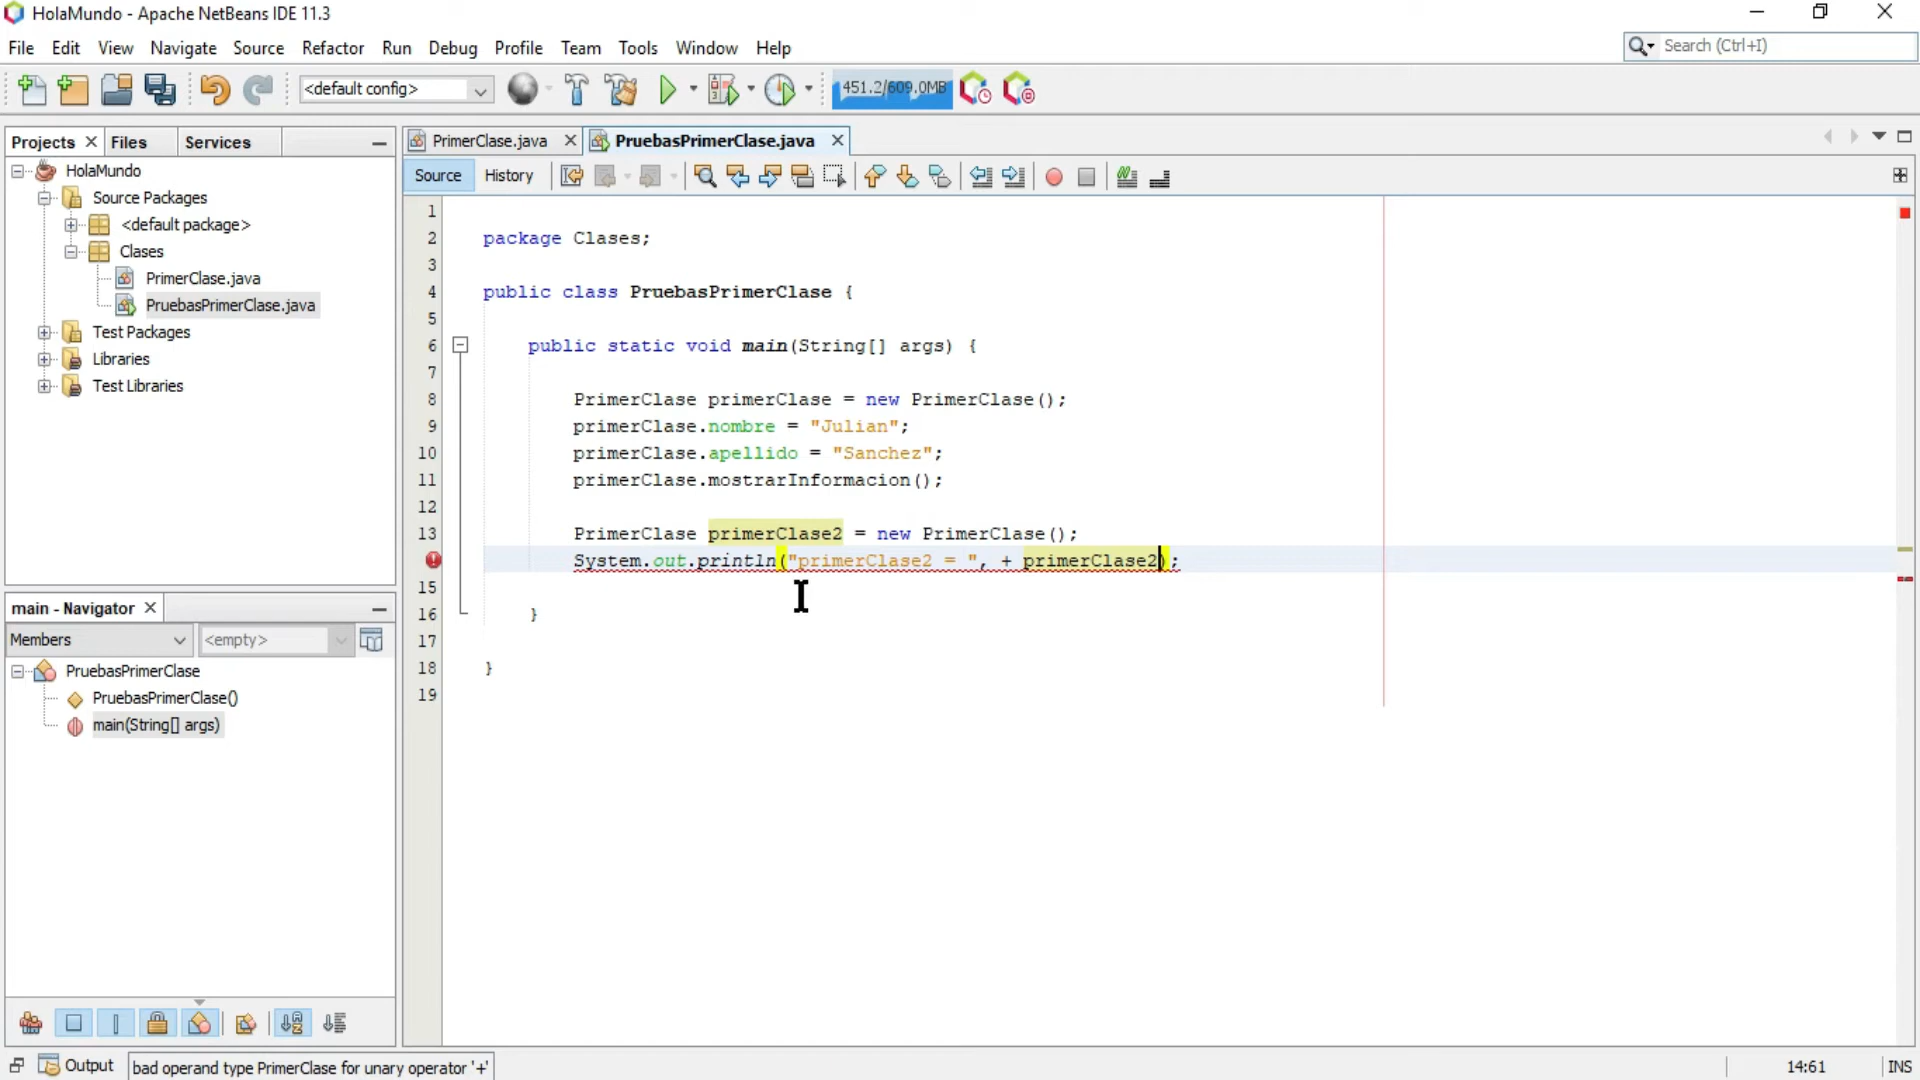 HolaMundo - Apache NetBeans IDE 11.3
File Edit View Navigate Source Refactor Run Debug Profile Team Tools Window Help
Search (Ctrl+I)
<default config>
451.2/609.0MB
Projects Files Services
PrimerClase.java PruebasPrimerClase.java
Source History
HolaMundo
Source Packages
<default package>
Clases
PrimerClase.java
PruebasPrimerClase.java
Test Packages
Libraries
Test Libraries
1
2 package Clases;
3
4 public class PruebasPrimerClase {
5
6 public static void main(String[] args) {
7
8 PrimerClase primerClase = new PrimerClase();
9 primerClase.nombre = "Julian";
10 primerClase.apellido = "Sanchez";
11 primerClase.mostrarInformacion();
12
13 PrimerClase primerClase2 = new PrimerClase();
System.out.println("primerClase2 = ", + primerClase2);
15
16 }
17
18 }
19
main - Navigator
Members <empty>
PruebasPrimerClase
PruebasPrimerClase()
main(String[] args)
Output bad operand type PrimerClase for unary operator '+' 14:61 INS